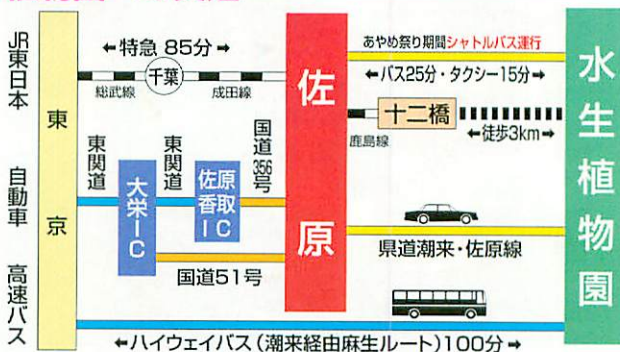 JR東日本
自動車
高速バス
東京
←特急 85分→
千葉
総武線
成田線
東関道
大栄IC
東関道
佐原香取IC
国道356号
国道51号
佐原
あやめ祭り期間シャトルバス運行
←バス25分・タクシー15分→
十二橋
鹿島線
←徒歩3km→
県道潮来・佐原線
←ハイウェイバス(潮来経由麻生ルート)100分→
水生植物園